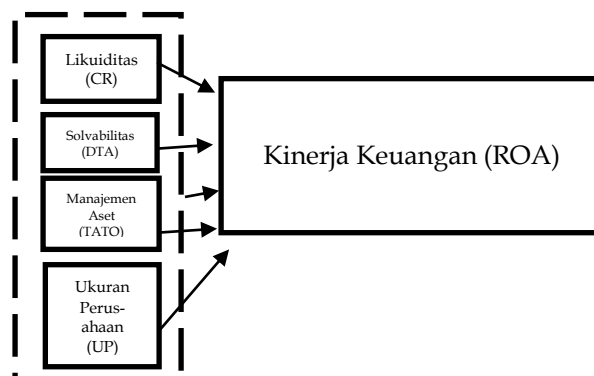 Likuiditas
(CR)
Solvabilitas
(DTA)
Manajemen
Aset
(TATO)
Ukuran
Perus-
ahaan
(UP)
Kinerja Keuangan (ROA)